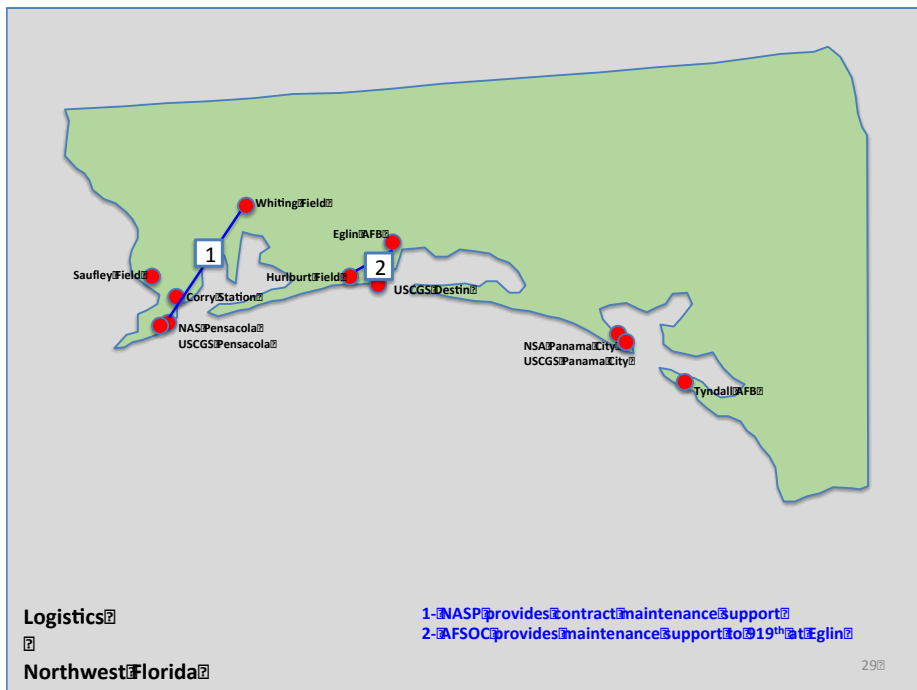 Whiting Field
Eglin AFB
1
2
Saufley Field
Hurlburt Field
USCGS Destin
Corry Station
NAS Pensacola
USCGS Pensacola
NSA Panama City
USCGS Panama City
Tyndall AFB
Logistics
Northwest Florida
1- NASP provides contract maintenance support
2- AFSOC provides maintenance support to 919th at Eglin
29